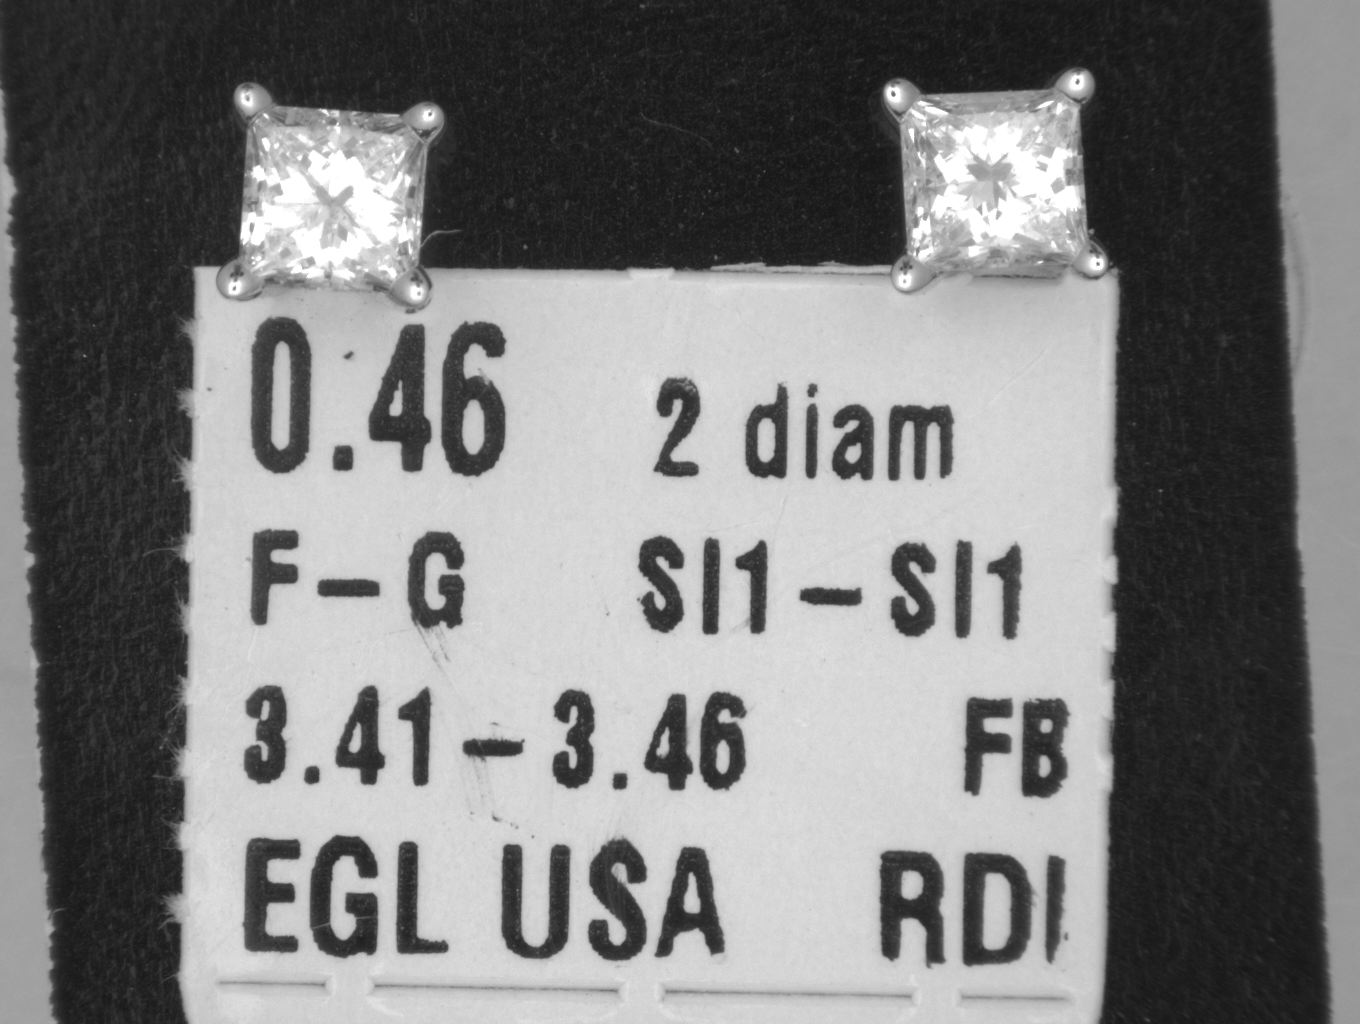 0.46 2 diam
F-G SI1-SI1
3.41-3.46 FB
EGL USA RDI